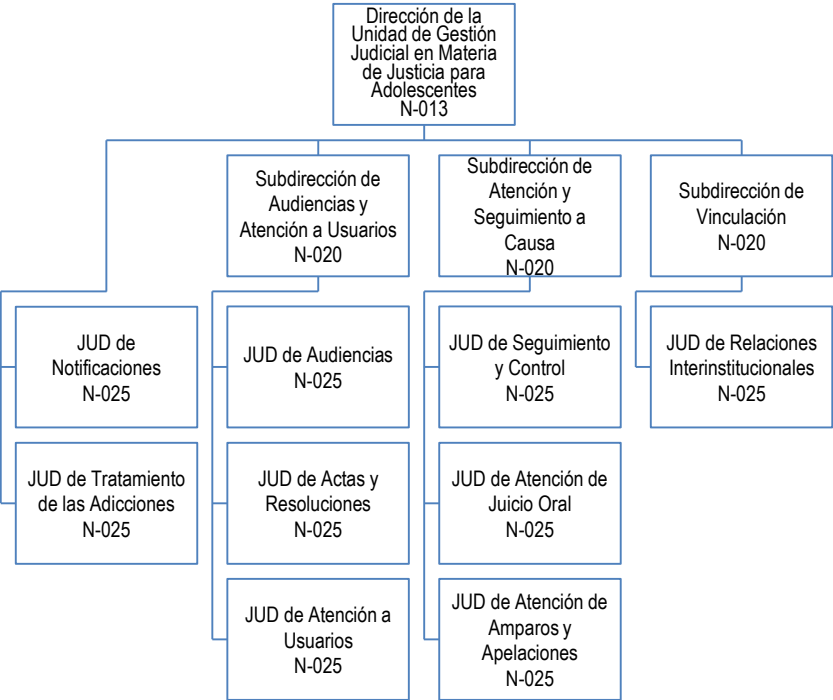 Dirección de la
Unidad de Gestión
Judicial en Materia
de Justicia para
Adolescentes
N-013
Subdirección de
Audiencias y
Atención a Usuarios
N-020
Subdirección de
Atención y
Seguimiento a
Causa
N-020
Subdirección de
Vinculación
N-020
JUD de
Notificaciones
N-025
JUD de Audiencias
N-025
JUD de Seguimiento
y Control
N-025
JUD de Relaciones
Interinstitucionales
N-025
JUD de Tratamiento
de las Adicciones
N-025
JUD de Actas y
Resoluciones
N-025
JUD de Atención de
Juicio Oral
N-025
JUD de Atención a
Usuarios
N-025
JUD de Atención de
Amparos y
Apelaciones
N-025